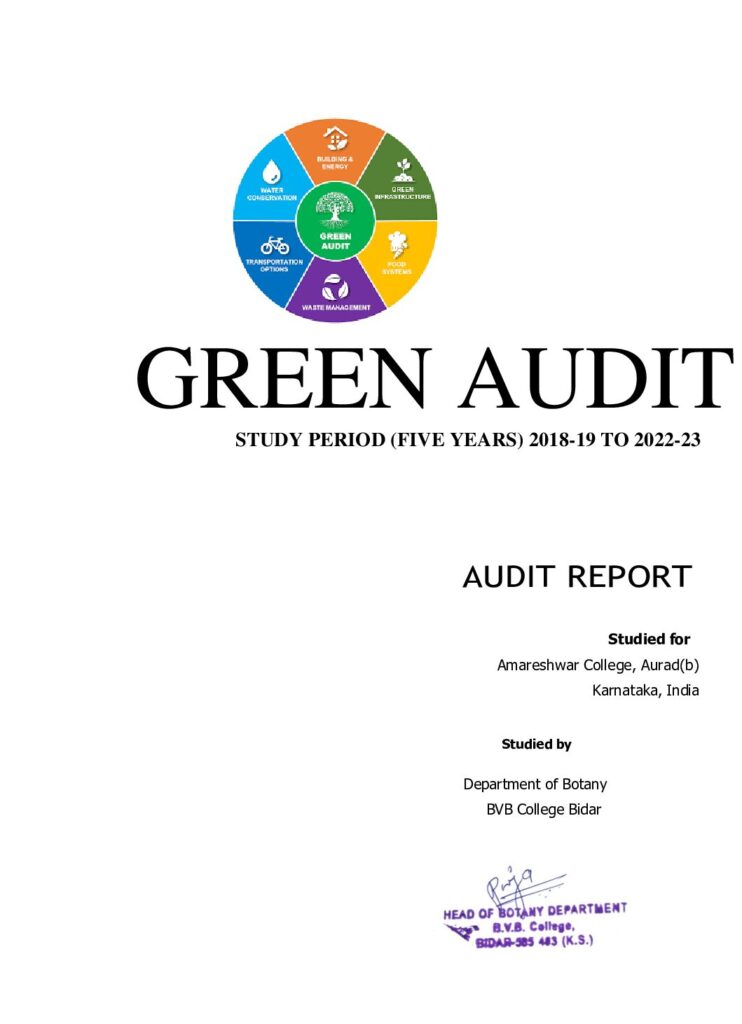 BUILDING &
ENERGY
GREEN
INFRASTRUCTURE
WATER
CONSERVATION
GREEN
AUDIT
TRANSPORTATION
OPTIONS
FOOD
SYSTEMS
WASTE MANAGEMENT
GREEN AUDIT
STUDY PERIOD (FIVE YEARS) 2018-19 TO 2022-23
AUDIT REPORT
Studied for
Amareshwar College, Aurad(b)
Karnataka, India
Studied by
Department of Botany
BVB College Bidar
HEAD OF BOTANY DEPARTMENT
B.V.B. College,
BIDAR-585 403 (K.S.)